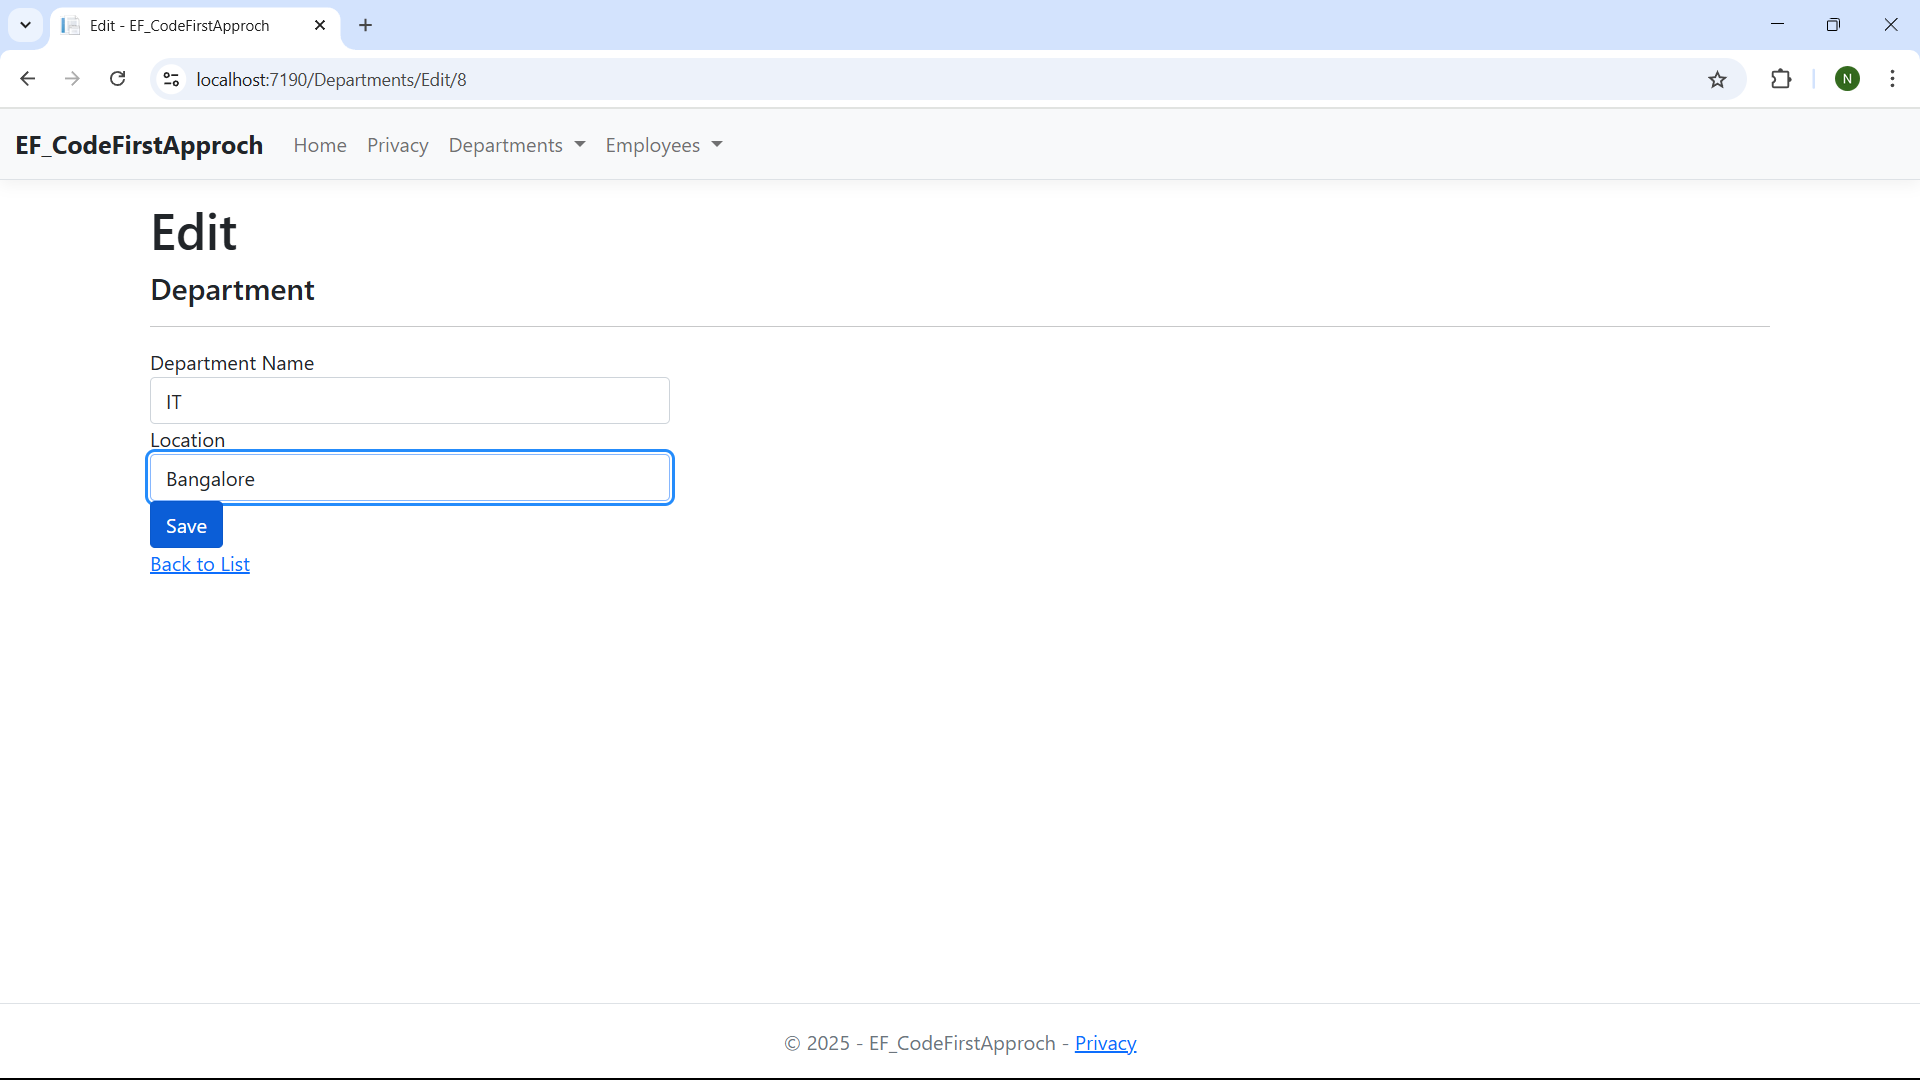 Edit - EF_CodeFirstApproch
localhost:7190/Departments/Edit/8
N
EF_CodeFirstApproch Home Privacy Departments Employees
Edit
Department
Department Name
IT
Location
Bangalore
Save
Back to List
© 2025 - EF_CodeFirstApproch - Privacy